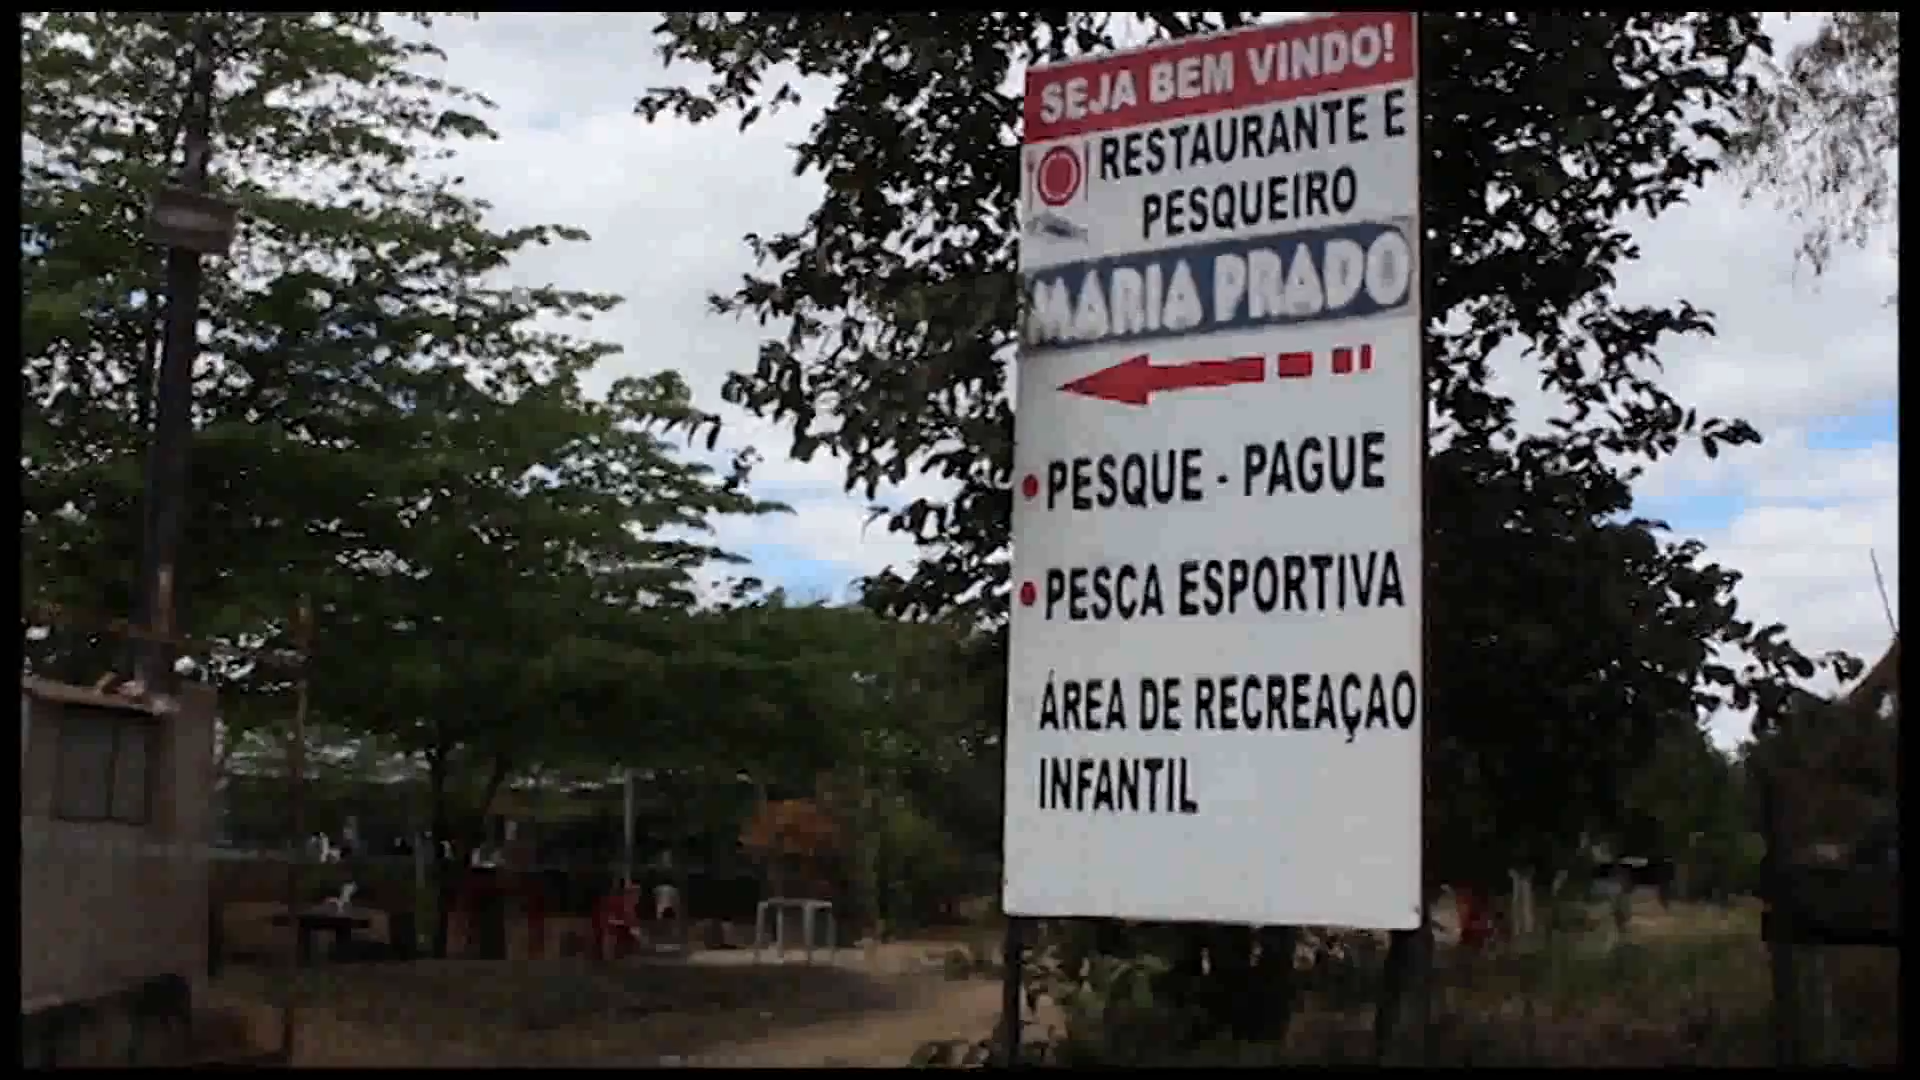 SEJA BEM VINDO!
RESTAURANTE E
PESQUEIRO
MARIA PRADO
• PESQUE - PAGUE
• PESCA ESPORTIVA
ÁREA DE RECREAÇAO
INFANTIL